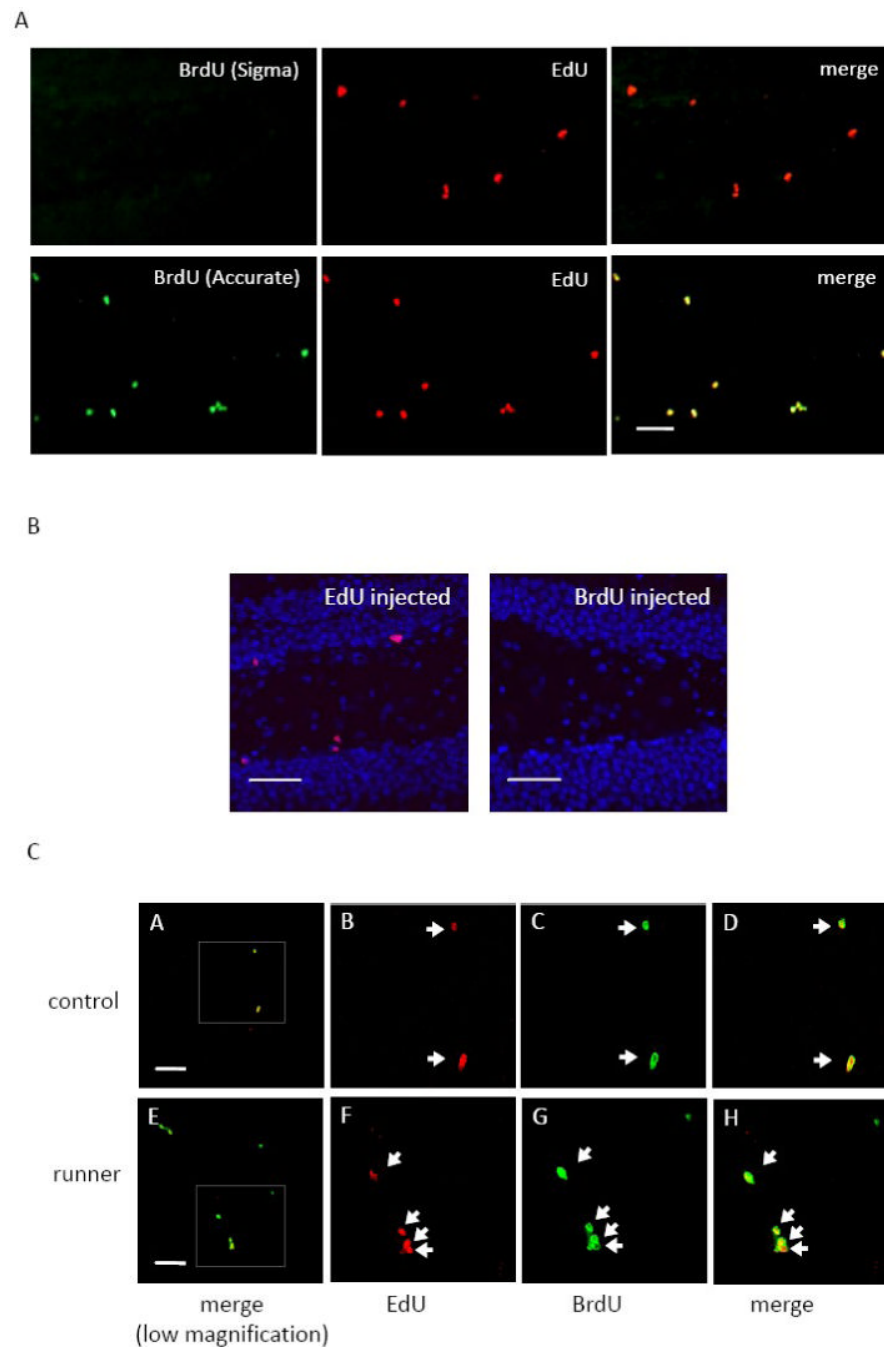 A
BrdU (Sigma)
EdU
merge
BrdU (Accurate)
EdU
merge
B
EdU injected
BrdU injected
C
control
A
B
C
D
runner
E
F
G
H
merge
(low magnification)
EdU
BrdU
merge